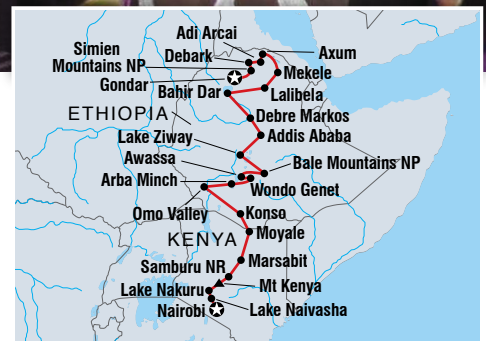 Adi Arcai
Simien
Mountains NP
Debark
Axum
Gondar
Mekele
Bahir Dar
Lalibela
ETHIOPIA
Debre Markos
Lake Ziway
Addis Ababa
Awassa
Bale Mountains NP
Arba Minch
Wondo Genet
Omo Valley
Konso
KENYA
Moyale
Samburu NR
Marsabit
Lake Nakuru
Mt Kenya
Nairobi
Lake Naivasha